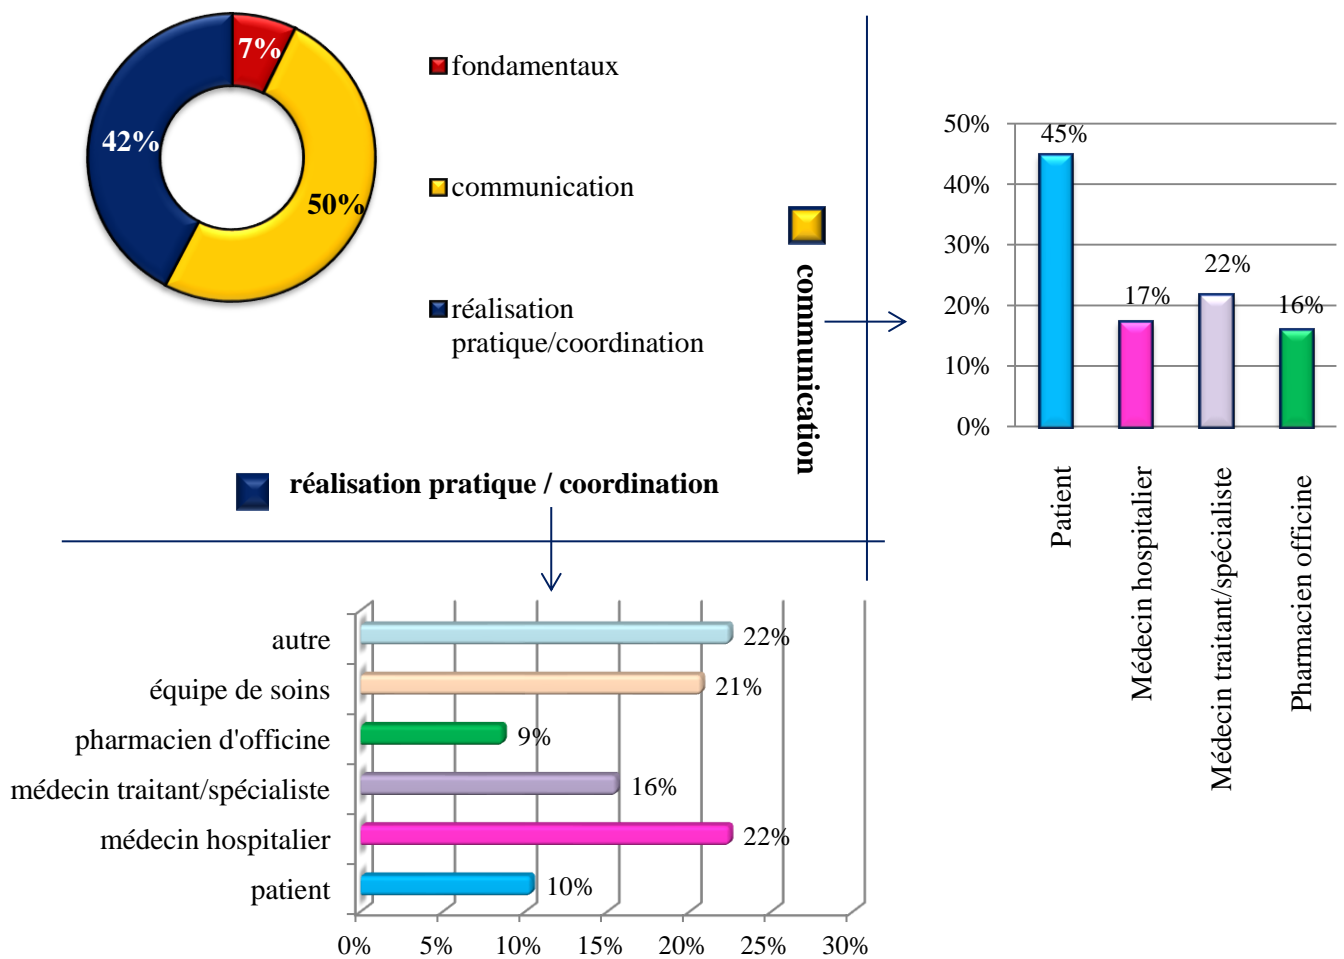 7%
42%
50%
fondamentaux
communication
réalisation
pratique/coordination
communication
50%
40%
30%
20%
10%
0%
45%
17%
22%
16%
Patient
Médecin hospitalier
Médecin traitant/spécialiste
Pharmacien officine
réalisation pratique / coordination
autre
22%
équipe de soins
21%
pharmacien d'officine
9%
médecin traitant/spécialiste
16%
médecin hospitalier
22%
patient
10%
0%
5%
10%
15%
20%
25%
30%